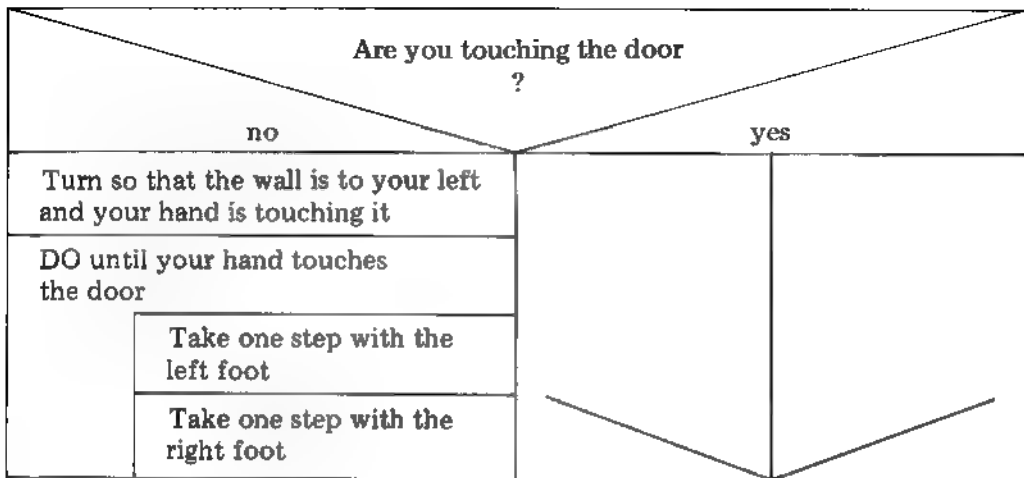 Are you touching the door
?
no
yes
Turn so that the wall is to your left
and your hand is touching it
DO until your hand touches
the door
Take one step with the
left foot
Take one step with the
right foot